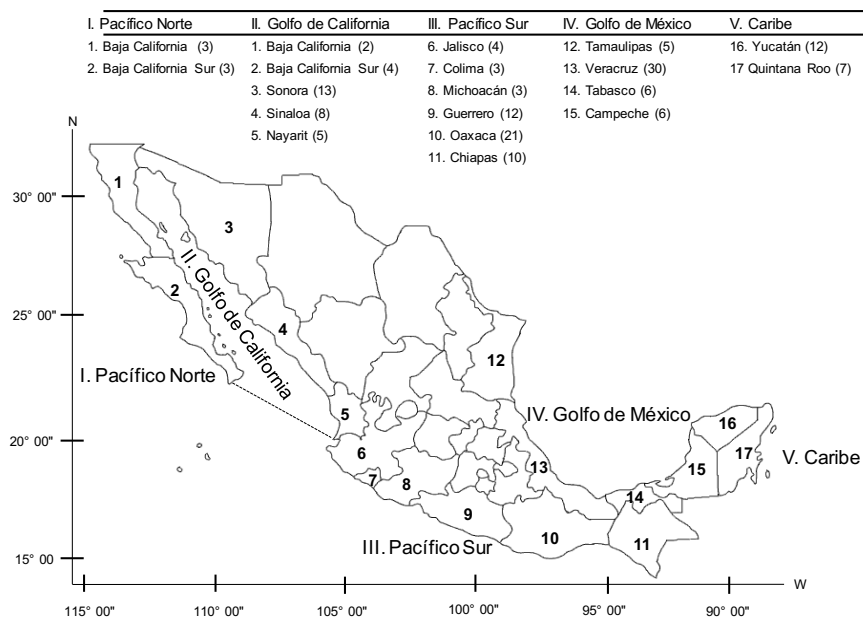 I. Pacífico Norte II. Golfo de California III. Pacífico Sur IV. Golfo de México V. Caribe
1. Baja California (3) 1. Baja California (2) 6. Jalisco (4) 12. Tamaulipas (5) 16. Yucatán (12)
2. Baja California Sur (3) 2. Baja California Sur (4) 7. Colima (3) 13. Veracruz (30) 17 Quintana Roo (7)
3. Sonora (13) 8. Michoacán (3) 14. Tabasco (6)
4. Sinaloa (8) 9. Guerrero (12) 15. Campeche (6)
5. Nayarit (5) 10. Oaxaca (21)
11. Chiapas (10)
N
30° 00"
1
3
II. Golfo de California
2
25° 00"
4
12
I. Pacífico Norte
5
IV. Golfo de México
16
20° 00"
6
13
17
V. Caribe
15
7
8
14
9
10
11
III. Pacífico Sur
15° 00"
W
115° 00" 110° 00" 105° 00" 100° 00" 95° 00" 90° 00"